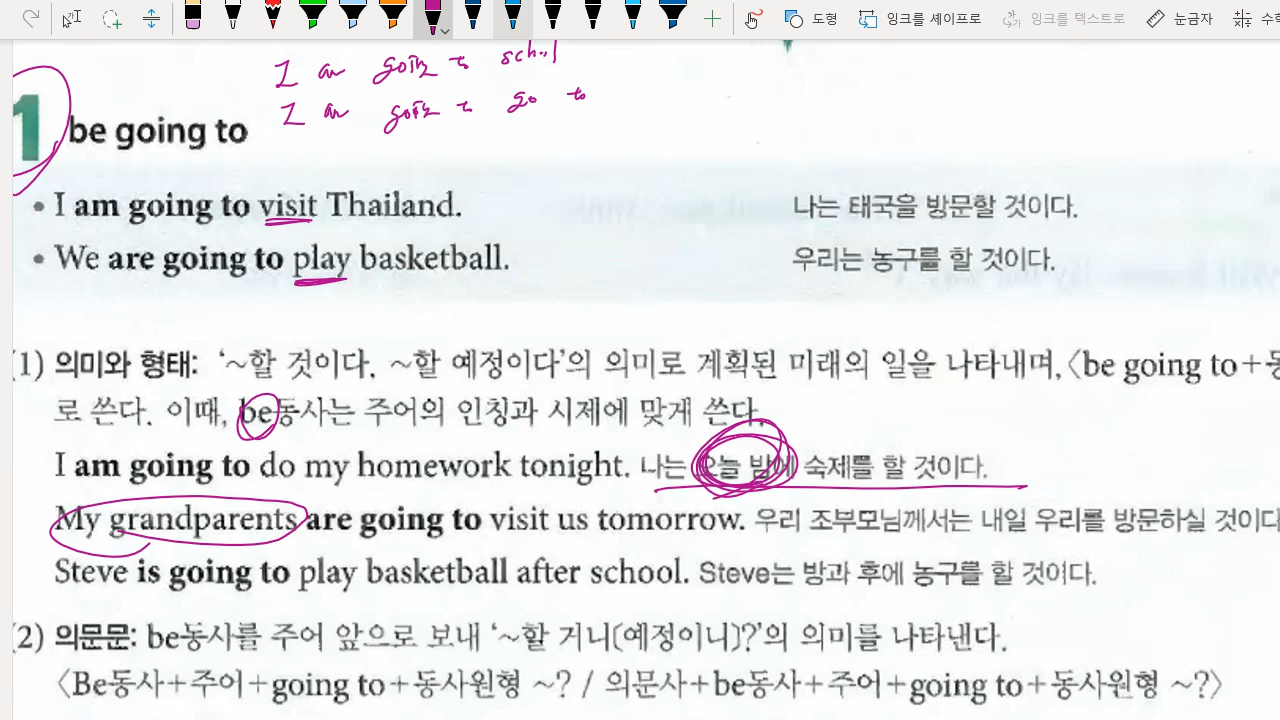 도형 잉크를 셰이프로 잉크를 텍스트로 눈금자
I am going to school
I am going to go to
1 be going to
• I am going to visit Thailand. 나는 태국을 방문할 것이다.
• We are going to play basketball. 우리는 농구를 할 것이다.
(1) 의미와 형태: ‘~할 것이다, ~할 예정이다’의 의미로 계획된 미래의 일을 나타내며, 〈be going to+
로 쓴다. 이때, be동사는 주어의 인칭과 시제에 맞게 쓴다.
I am going to do my homework tonight. 나는 오늘 밤에 숙제를 할 것이다.
My grandparents are going to visit us tomorrow. 우리 조부모님께서는 내일 우리를 방문하실 것이다
Steve is going to play basketball after school. Steve는 방과 후에 농구를 할 것이다.
(2) 의문문: be동사를 주어 앞으로 보내 ‘~할 거니(예정이니)?’의 의미를 나타낸다.
〈Be동사+주어+going to+동사원형 ~? / 의문사+be동사+주어+going to+동사원형 ~?〉